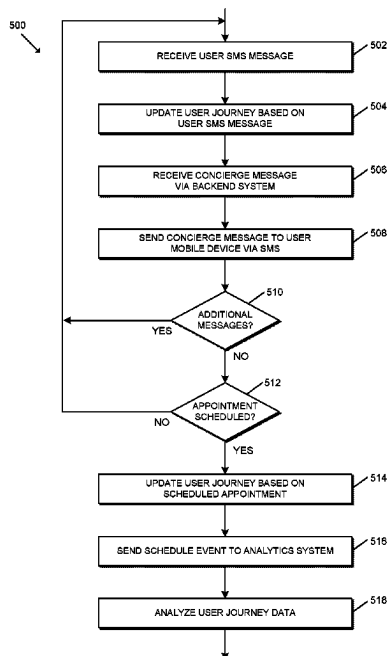 500
RECEIVE USER SMS MESSAGE
502
UPDATE USER JOURNEY BASED ON
USER SMS MESSAGE
504
RECEIVE CONCIERGE MESSAGE
VIA BACKEND SYSTEM
506
SEND CONCIERGE MESSAGE TO USER
MOBILE DEVICE VIA SMS
508
510
ADDITIONAL
MESSAGES?
YES
NO
512
APPOINTMENT
SCHEDULED?
NO
YES
UPDATE USER JOURNEY BASED ON
SCHEDULED APPOINTMENT
514
SEND SCHEDULE EVENT TO ANALYTICS SYSTEM
516
ANALYZE USER JOURNEY DATA
518